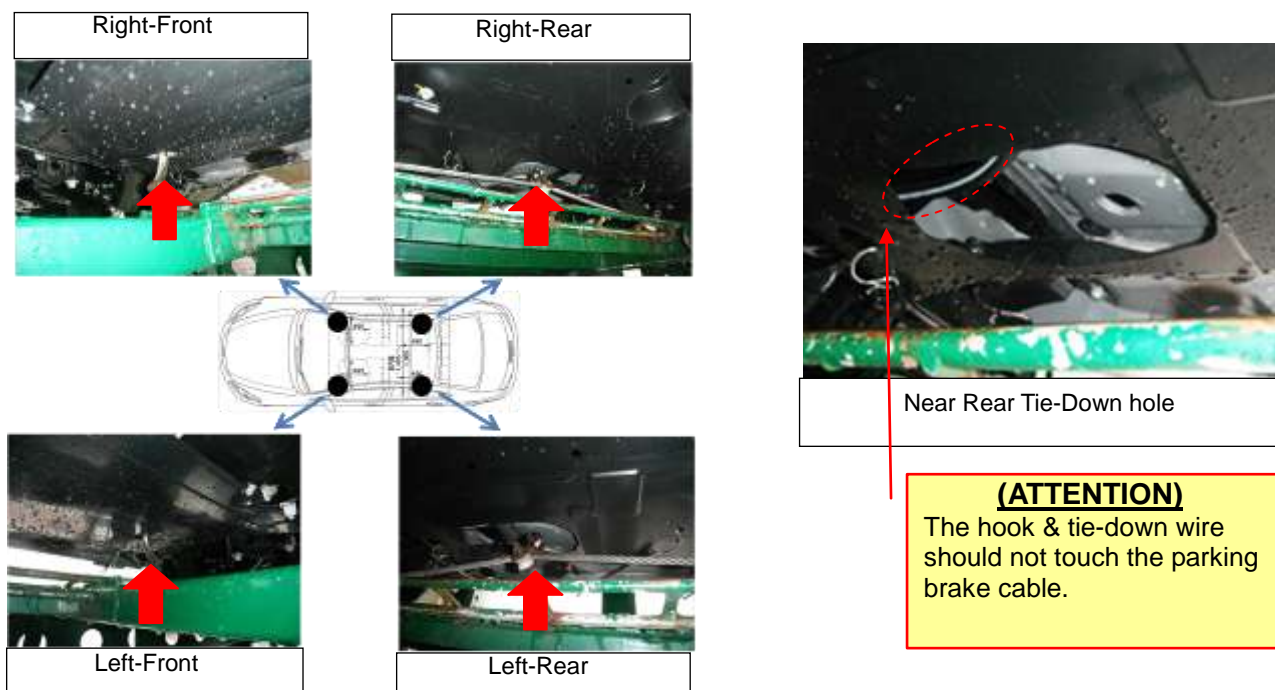 Right-Front
Right-Rear
Left-Front
Left-Rear
Near Rear Tie-Down hole
(ATTENTION)
The hook & tie-down wire
should not touch the parking
brake cable.